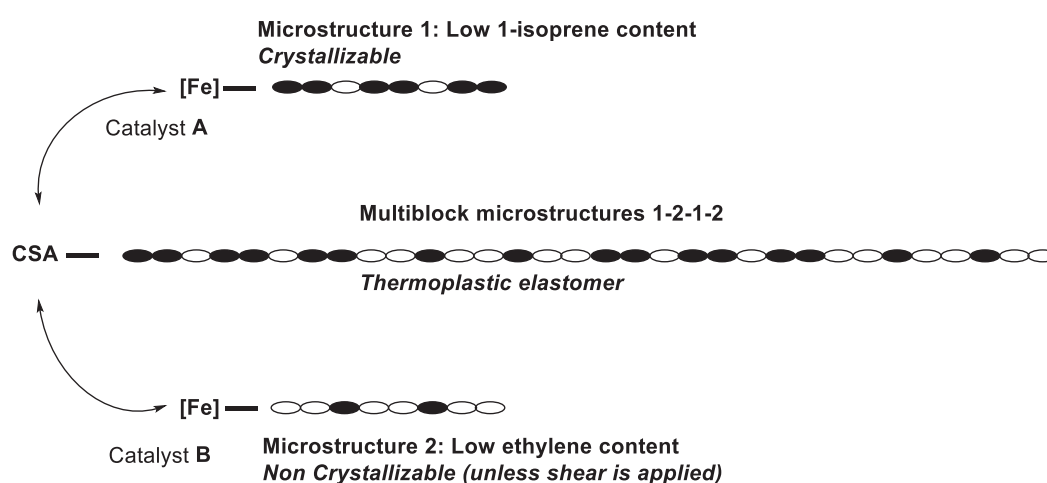 Microstructure 1: Low 1-isoprene content
Crystallizable
[Fe]
Catalyst A
Multiblock microstructures 1-2-1-2
CSA
Thermoplastic elastomer
[Fe]
Catalyst B
Microstructure 2: Low ethylene content
Non Crystallizable (unless shear is applied)